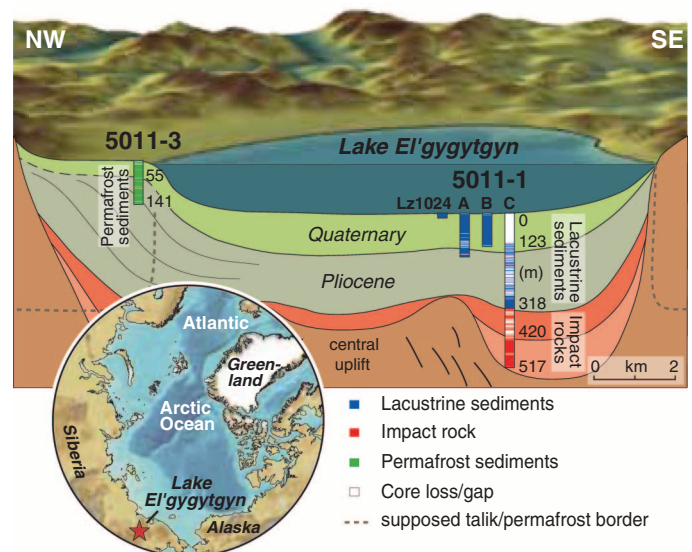 NW
SE
5011-3
Lake El'gygytgyn
5011-1
Permafrost
sediments
55
141
Lz1024
A
B
C
0
123
(m)
318
420
517
Quaternary
Pliocene
Lacustrine
sediments
Impact
rocks
central
uplift
0 km 2
Atlantic
Green-
land
Arctic
Ocean
Siberia
Lake
El'gygytgyn
Alaska
Lacustrine sediments
Impact rock
Permafrost sediments
Core loss/gap
supposed talik/permafrost border